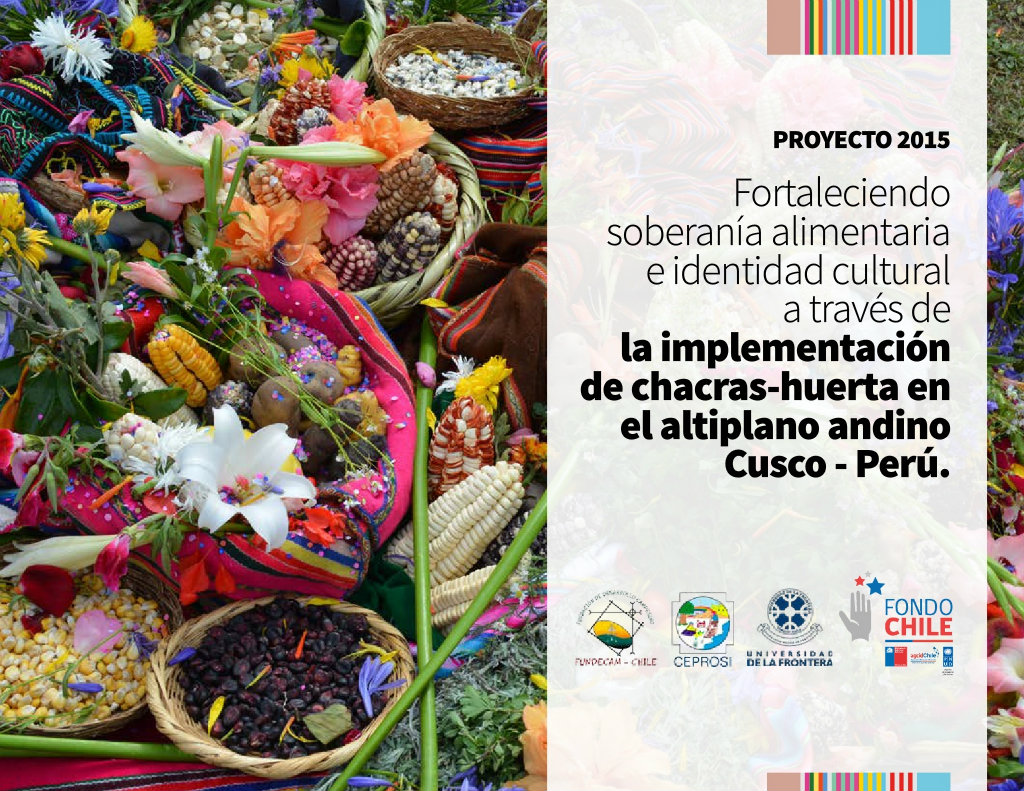 PROYECTO 2015
Fortaleciendo
soberanía alimentaria
e identidad cultural
a través de
la implementación
de chacras-huerta en
el altiplano andino
Cusco - Perú.
FUNDECAM - CHILE
CEPROSI
UNIVERSIDAD
DE LA FRONTERA
FONDO
CHILE
agcidChile